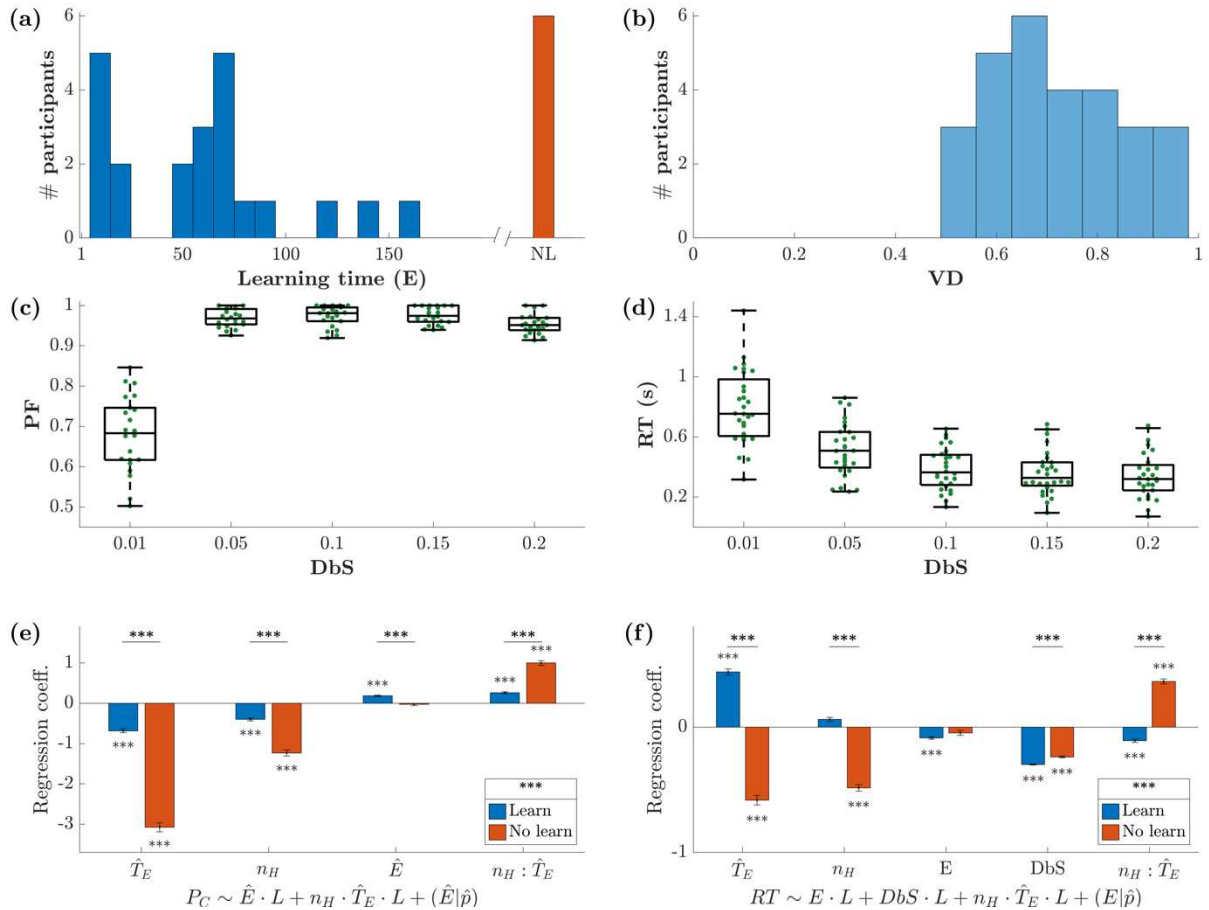 (a)
# participants
6
4
2
0
1
50
100
150
//
NL
Learning time (E)
(b)
# participants
6
4
2
0
0
0.2
0.4
0.6
0.8
1
VD
(c)
PF
1
0.9
0.8
0.7
0.6
0.5
0.01
0.05
0.1
0.15
0.2
DbS
(d)
RT (s)
1.4
1
0.6
0.2
0.01
0.05
0.1
0.15
0.2
DbS
(e)
Regression coeff.
1
0
-1
-2
-3
*** *** *** ***
*** ***
*** ***
*** ***
*** ***
Learn
No learn
T̂_E n_H Ê n_H : T̂_E
P_C ∼ Ê · L + n_H · T̂_E · L + (Ê|p̂)
(f)
Regression coeff.
0
-1
*** *** *** ***
*** ***
*** *** *** *** *** ***
***
Learn
No learn
T̂_E n_H E DbS n_H : T̂_E
RT ∼ E · L + DbS · L + n_H · T̂_E · L + (E|p̂)